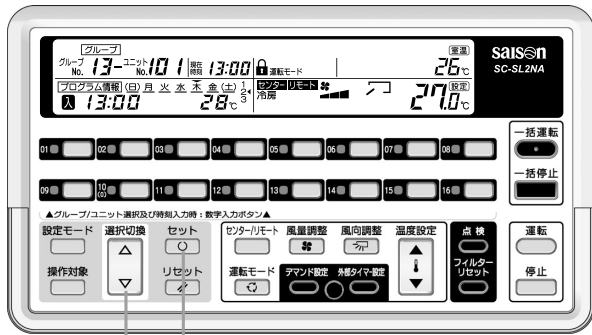 グループ
グループ No. 13-ユニット No.101 現在時刻 13:00 運転モード
室温 26℃
プログラム情報 (日) 月 火 水 木 金 (土) 1 2 3
入 13:00 28℃
センター リモート
冷房
設定 27.0℃
saison
SC-SL2NA
01 02 03 04 05 06 07 08
09 10(0) 11 12 13 14 15 16
▲グループ/ユニット選択及び時刻入力時:数字入力ボタン▲
一括運転
一括停止
設定モード 選択切換 セット センター/リモート 風量調整 風向調整 温度設定 点検 運転
操作対象 リセット 運転モード デマンド設定 外部タイマー設定 フィルターリセット 停止